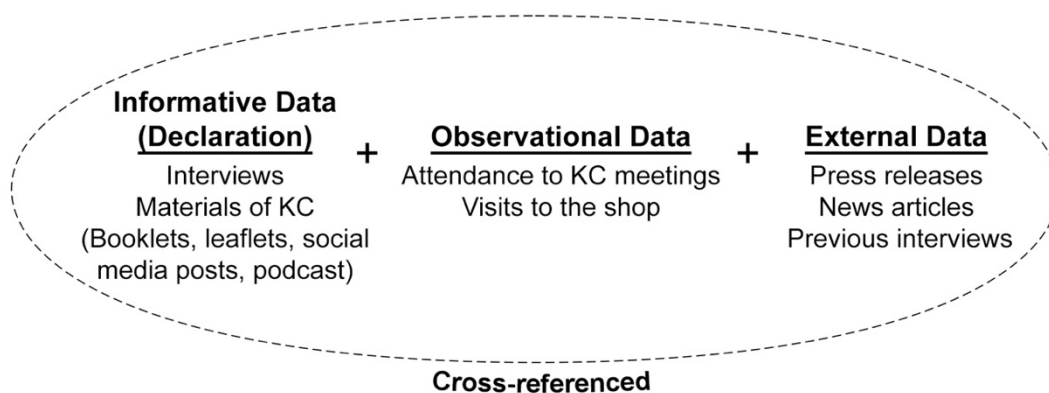 Informative Data
(Declaration)
Interviews
Materials of KC
(Booklets, leaflets, social
media posts, podcast)
+
Observational Data
Attendance to KC meetings
Visits to the shop
+
External Data
Press releases
News articles
Previous interviews
Cross-referenced